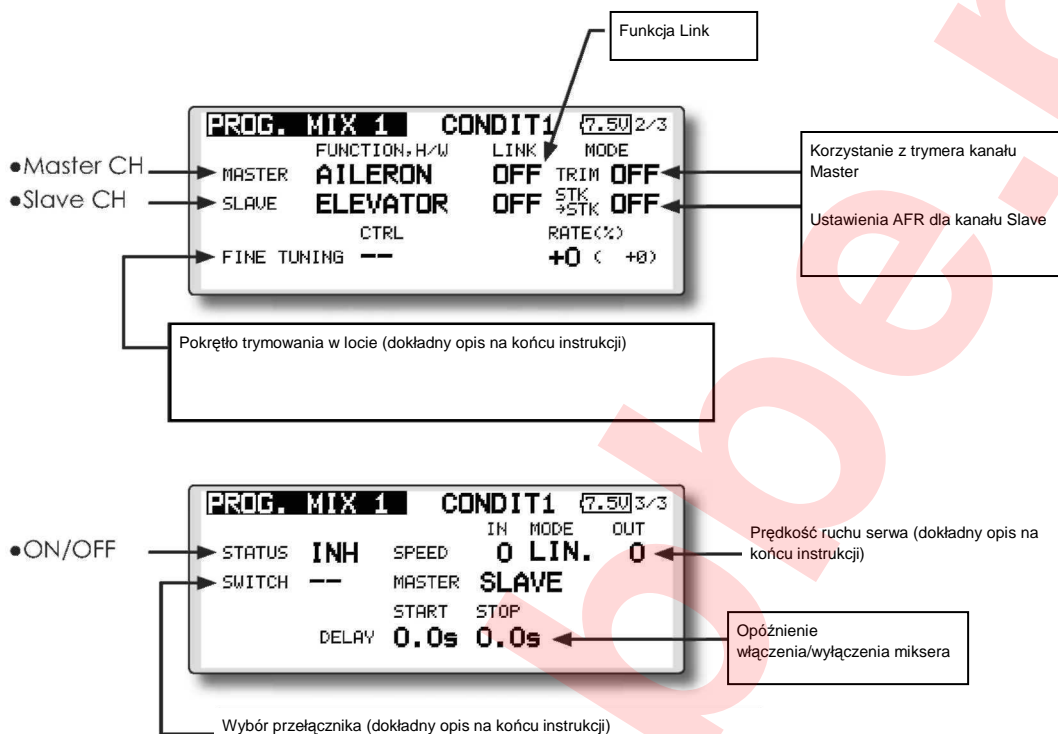 Funkcja Link
PROG. MIX 1 CONDIT1 7.5V 2/3
FUNCTION,H/W LINK MODE
●Master CH
MASTER AILERON OFF TRIM OFF
●Slave CH
SLAVE ELEVATOR OFF STK→STK OFF
CTRL RATE(%)
FINE TUNING -- +0 ( +0)
Korzystanie z trymera kanału
Master
Ustawienia AFR dla kanału Slave
Pokrętło trymowania w locie (dokładny opis na końcu instrukcji)
PROG. MIX 1 CONDIT1 7.5V 3/3
IN MODE OUT
●ON/OFF
STATUS INH SPEED 0 LIN. 0
SWITCH -- MASTER SLAVE
START STOP
DELAY 0.0s 0.0s
Prędkość ruchu serwa (dokładny opis na
końcu instrukcji)
Opóźnienie
włączenia/wyłączenia miksera
Wybór przełącznika (dokładny opis na końcu instrukcji)